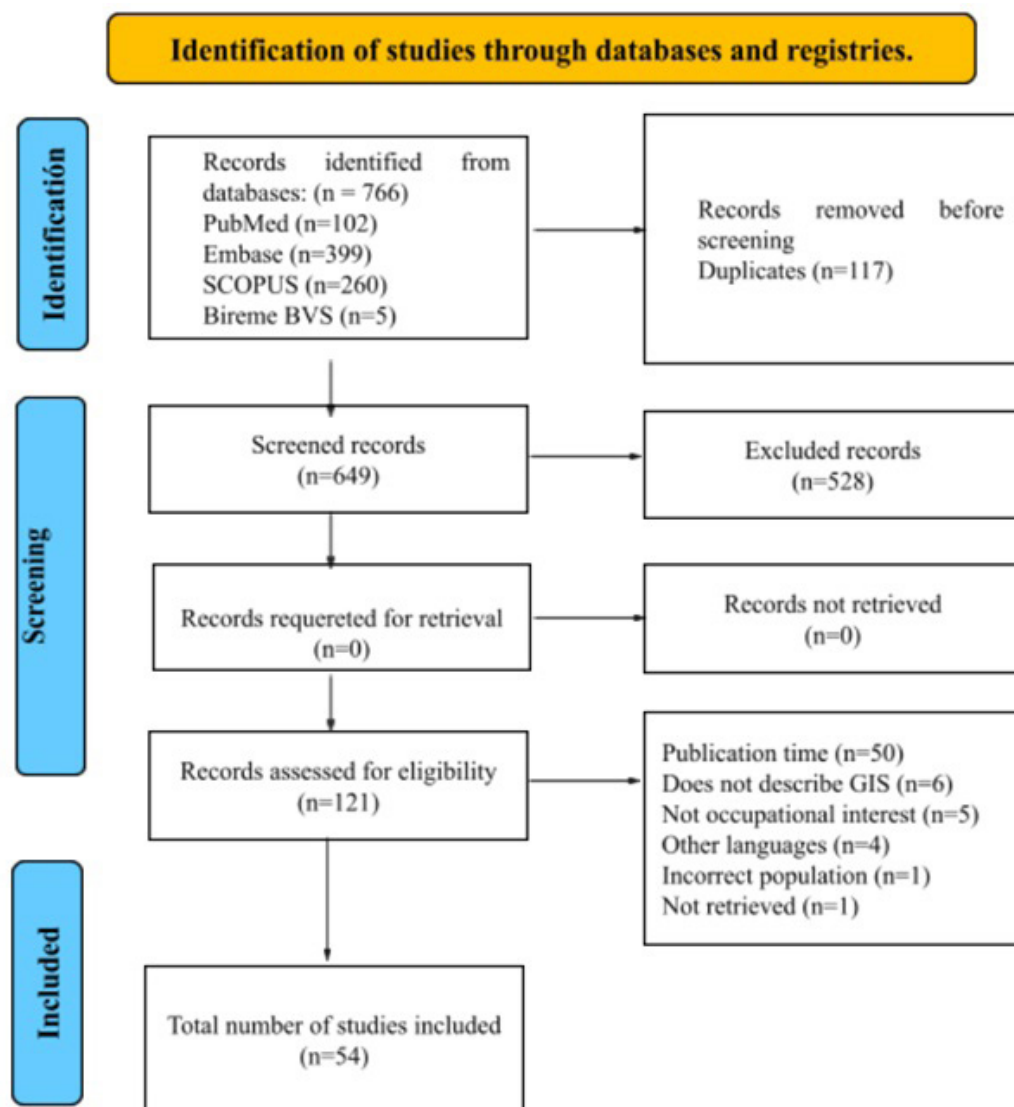 Identification of studies through databases and registries.
Identificatión
Records identified from
databases: (n = 766)
PubMed (n=102)
Embase (n=399)
SCOPUS (n=260)
Bireme BVS (n=5)
Records removed before
screening
Duplicates (n=117)
Screening
Screened records
(n=649)
Excluded records
(n=528)
Records requereted for retrieval
(n=0)
Records not retrieved
(n=0)
Records assessed for eligibility
(n=121)
Publication time (n=50)
Does not describe GIS (n=6)
Not occupational interest (n=5)
Other languages (n=4)
Incorrect population (n=1)
Not retrieved (n=1)
Included
Total number of studies included
(n=54)